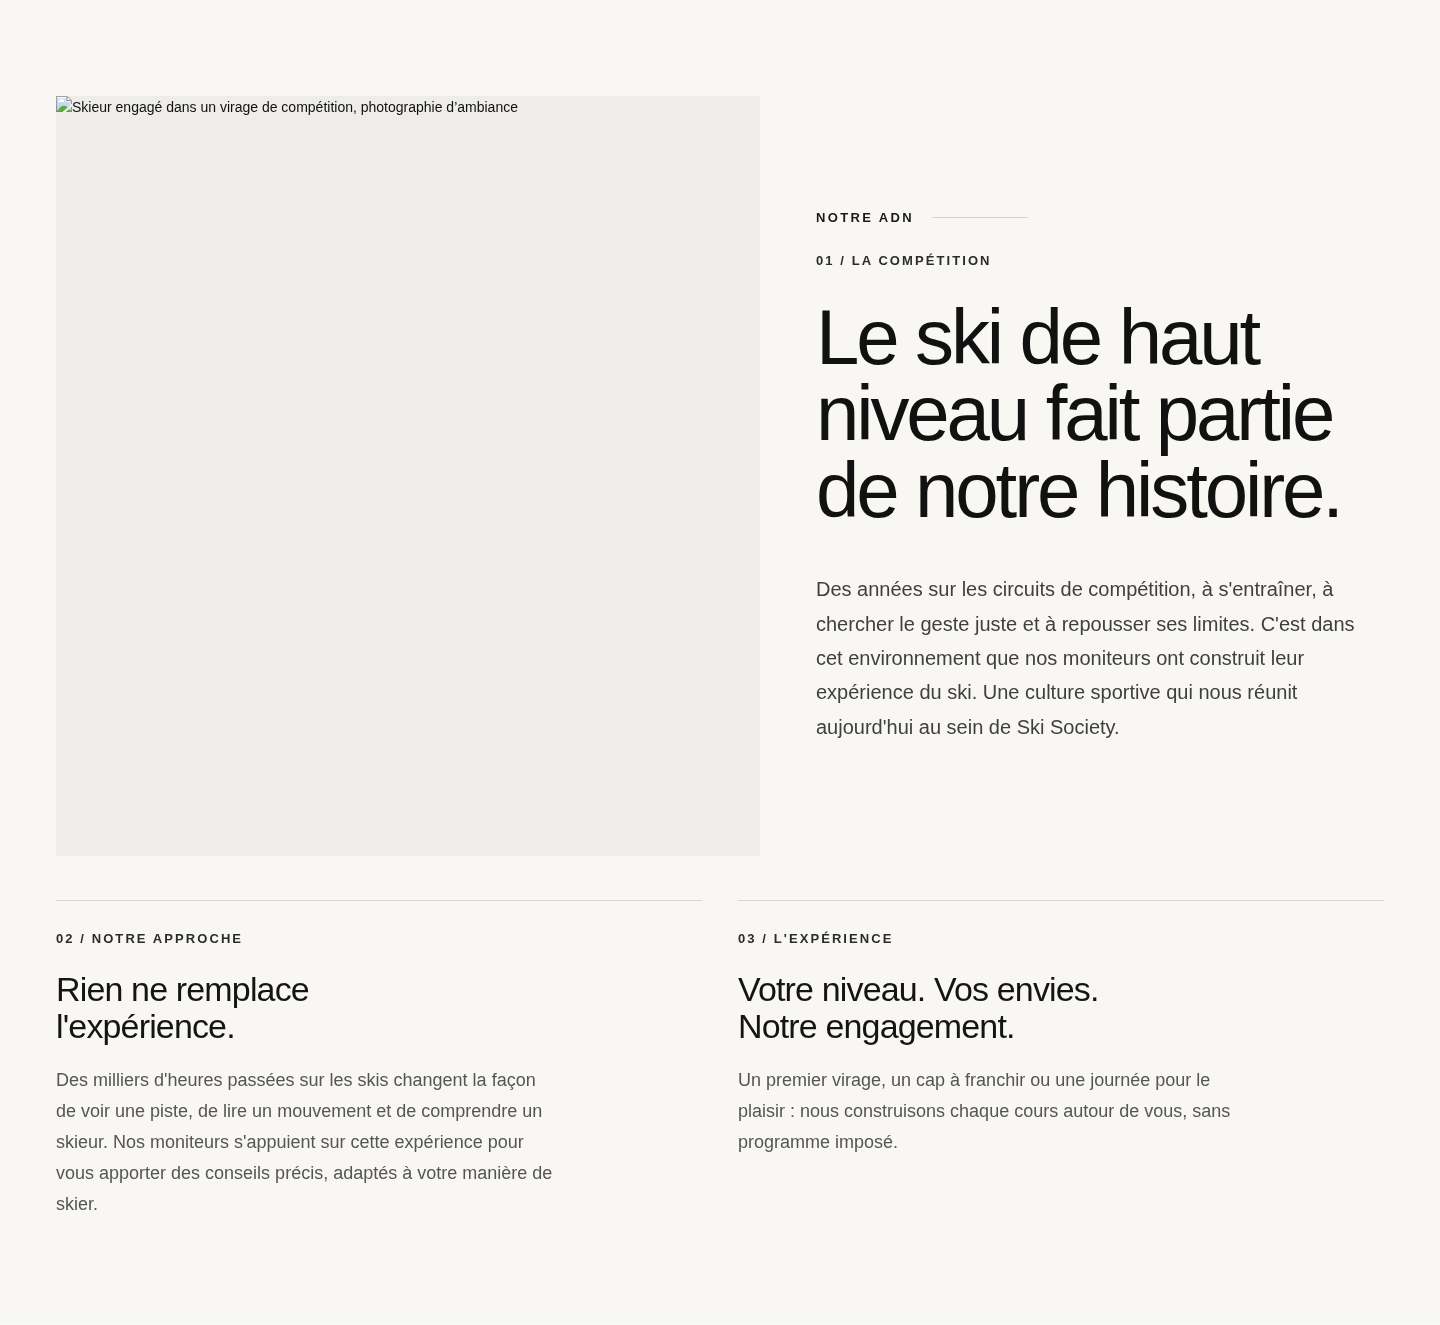 Skieur engagé dans un virage de compétition, photographie d’ambiance
NOTRE ADN
01 / LA COMPÉTITION
Le ski de haut
niveau fait partie
de notre histoire.
Des années sur les circuits de compétition, à s'entraîner, à
chercher le geste juste et à repousser ses limites. C'est dans
cet environnement que nos moniteurs ont construit leur
expérience du ski. Une culture sportive qui nous réunit
aujourd'hui au sein de Ski Society.
02 / NOTRE APPROCHE
Rien ne remplace
l'expérience.
Des milliers d'heures passées sur les skis changent la façon
de voir une piste, de lire un mouvement et de comprendre un
skieur. Nos moniteurs s'appuient sur cette expérience pour
vous apporter des conseils précis, adaptés à votre manière de
skier.
03 / L'EXPÉRIENCE
Votre niveau. Vos envies.
Notre engagement.
Un premier virage, un cap à franchir ou une journée pour le
plaisir : nous construisons chaque cours autour de vous, sans
programme imposé.